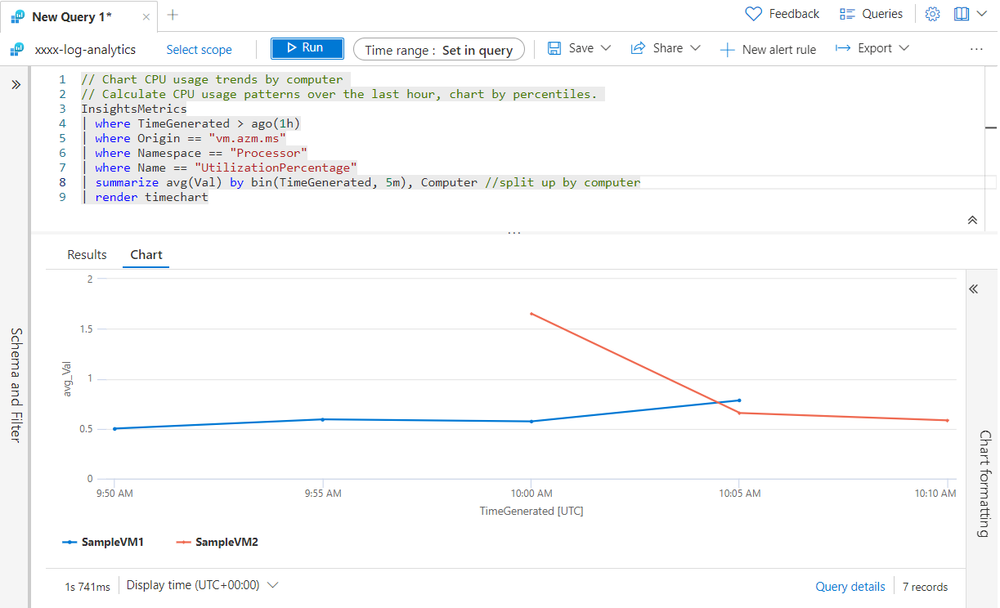 New Query 1*
Feedback
Queries
xxxx-log-analytics
Select scope
Run
Time range : Set in query
Save
Share
New alert rule
Export
1 // Chart CPU usage trends by computer
2 // Calculate CPU usage patterns over the last hour, chart by percentiles.
3 InsightsMetrics
4 | where TimeGenerated > ago(1h)
5 | where Origin == "vm.azm.ms"
6 | where Namespace == "Processor"
7 | where Name == "UtilizationPercentage"
8 | summarize avg(Val) by bin(TimeGenerated, 5m), Computer //split up by computer
9 | render timechart
Schema and Filter
Results
Chart
2
1.5
1
0.5
0
avg_Val
9:50 AM
9:55 AM
10:00 AM
10:05 AM
10:10 AM
TimeGenerated [UTC]
SampleVM1
SampleVM2
Chart formatting
1s 741ms
Display time (UTC+00:00)
Query details
7 records